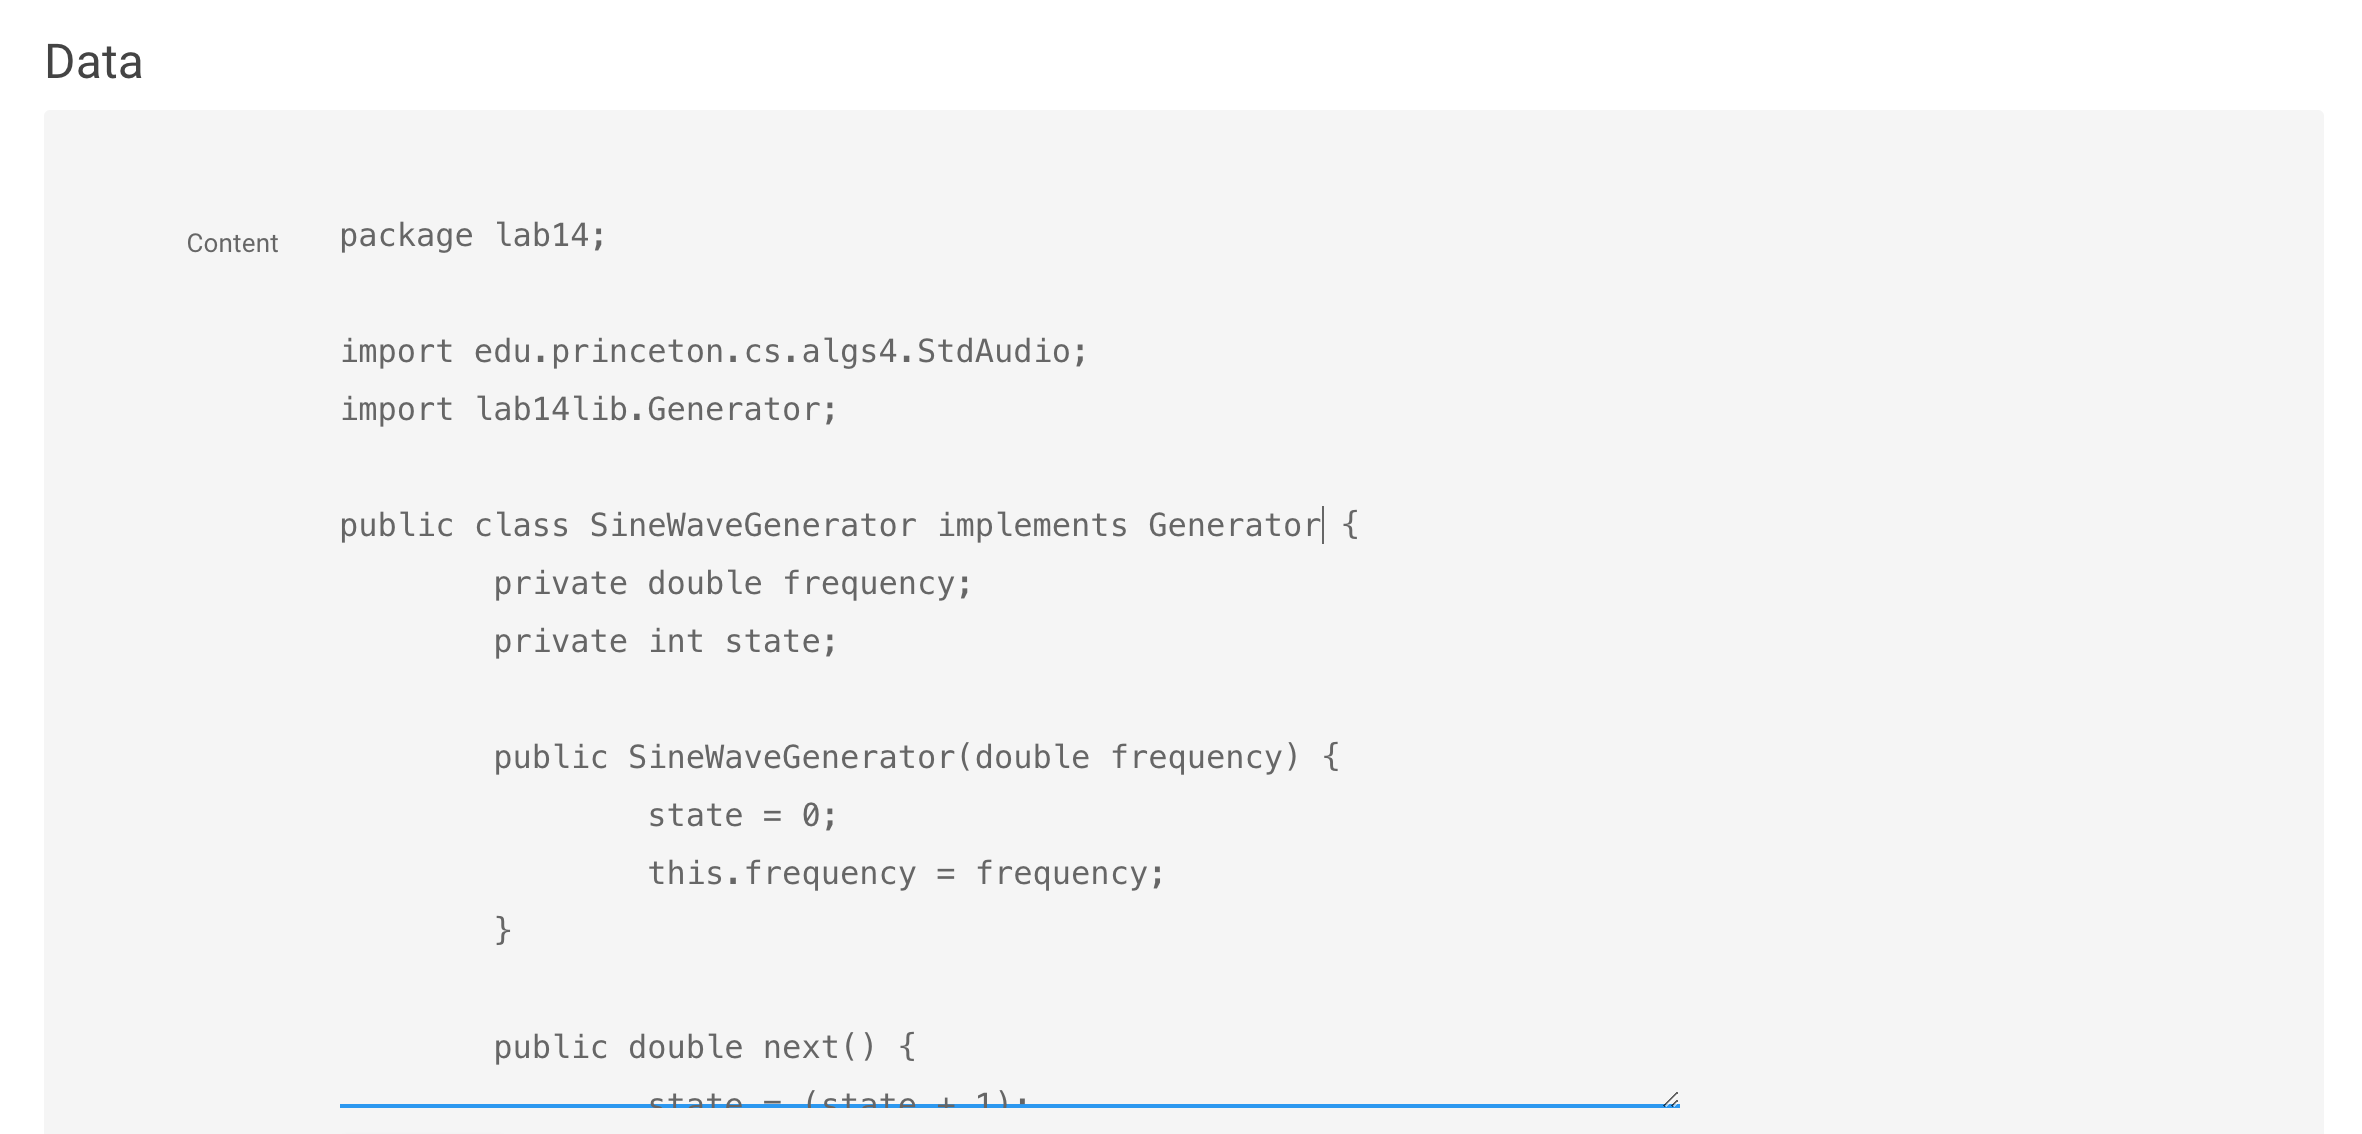 Data
Content
package lab14;
import edu.princeton.cs.algs4.StdAudio;
import lab14lib.Generator;
public class SineWaveGenerator implements Generator {
        private double frequency;
        private int state;
        public SineWaveGenerator(double frequency) {
                state = 0;
                this.frequency = frequency;
        }
        public double next() {
                state = (state + 1);